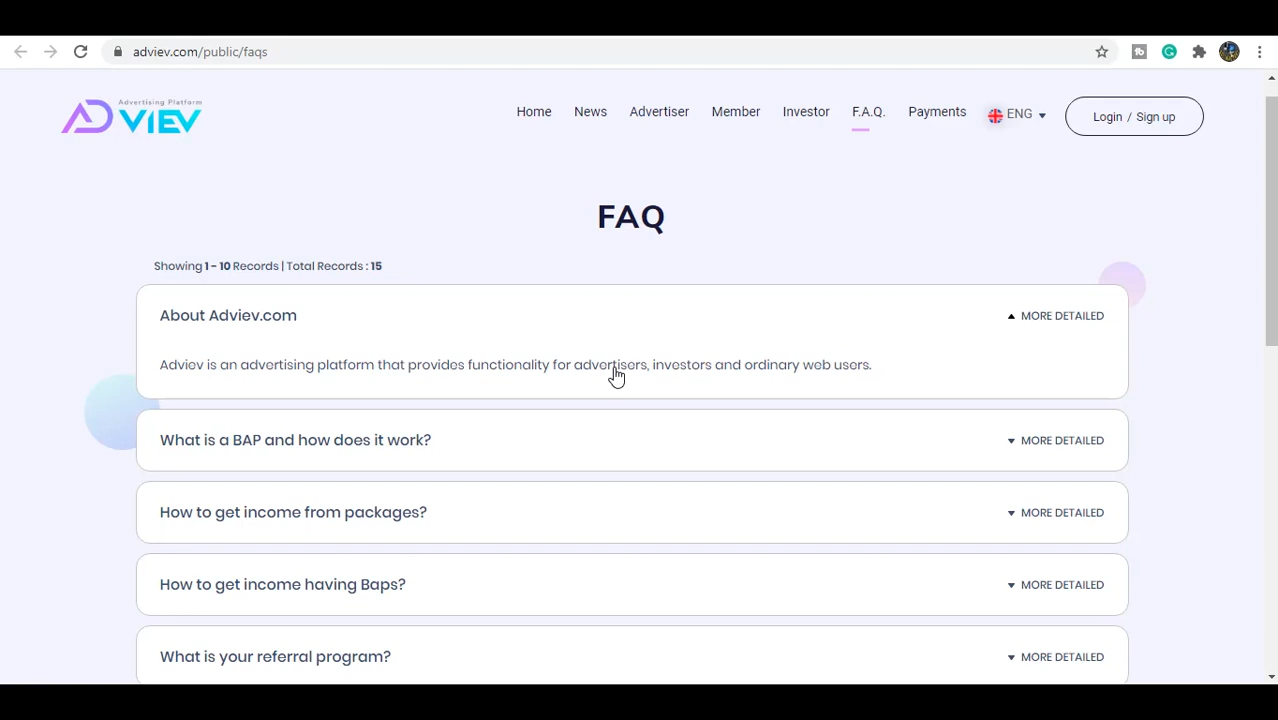 adviev.com/public/faqs
Advertising Platform
AD VIEV
Home News Advertiser Member Investor F.A.Q. Payments ENG Login / Sign up
FAQ
Showing 1 - 10 Records | Total Records : 15
About Adviev.com MORE DETAILED
Adviev is an advertising platform that provides functionality for advertisers, investors and ordinary web users.
What is a BAP and how does it work? MORE DETAILED
How to get income from packages? MORE DETAILED
How to get income having Baps? MORE DETAILED
What is your referral program? MORE DETAILED